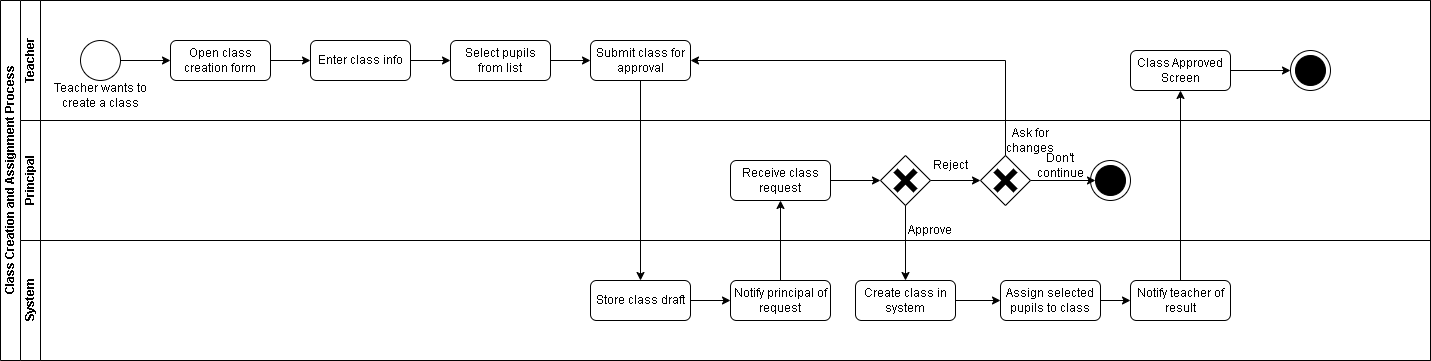 Class Creation and Assignment Process
Teacher
Teacher wants to
create a class
Open class
creation form
Enter class info
Select pupils
from list
Submit class for
approval
Class Approved
Screen
Principal
Receive class
request
Reject
Approve
Ask for
changes
Don't
continue
System
Store class draft
Notify principal of
request
Create class in
system
Assign selected
pupils to class
Notify teacher of
result